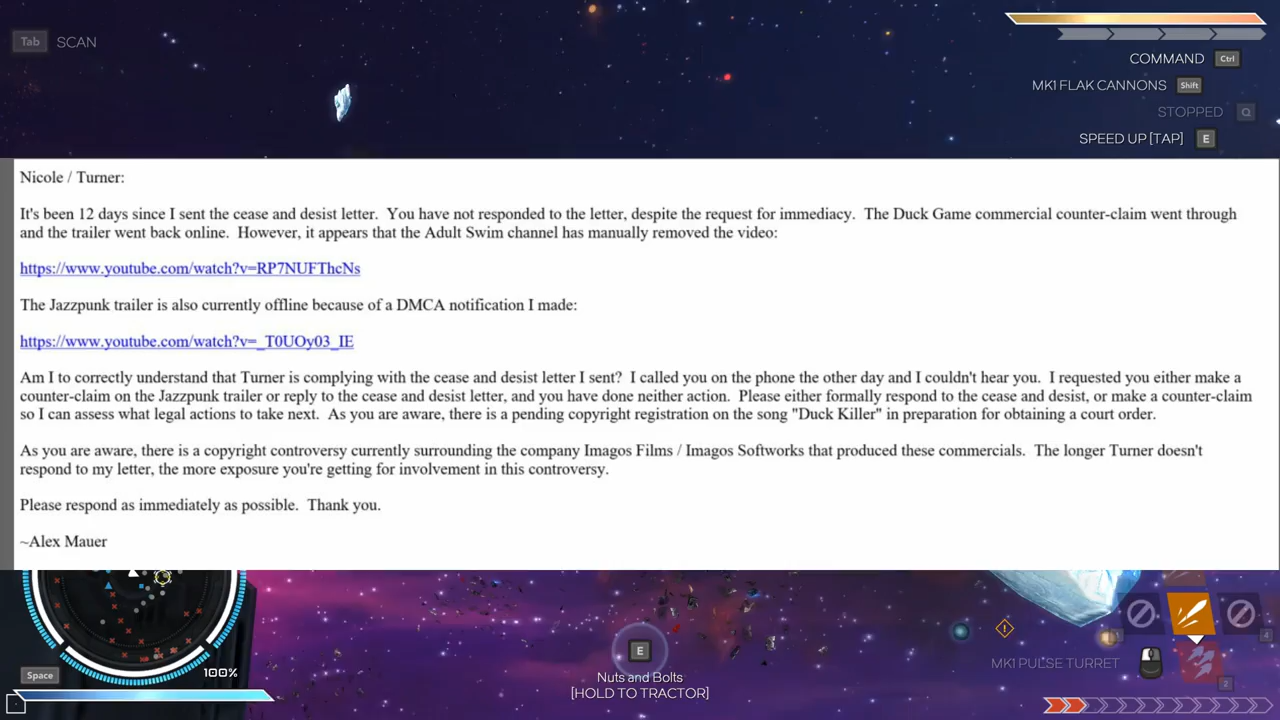 Tab SCAN
COMMAND Ctrl
MK1 FLAK CANNONS Shift
STOPPED Q
SPEED UP [TAP] E
Nicole / Turner:
It's been 12 days since I sent the cease and desist letter.  You have not responded to the letter, despite the request for immediacy.  The Duck Game commercial counter-claim went through
and the trailer went back online.  However, it appears that the Adult Swim channel has manually removed the video:
https://www.youtube.com/watch?v=RP7NUFThcNs
The Jazzpunk trailer is also currently offline because of a DMCA notification I made:
https://www.youtube.com/watch?v=_T0UOy03_IE
Am I to correctly understand that Turner is complying with the cease and desist letter I sent?  I called you on the phone the other day and I couldn't hear you.  I requested you either make a
counter-claim on the Jazzpunk trailer or reply to the cease and desist letter, and you have done neither action.  Please either formally respond to the cease and desist, or make a counter-claim
so I can assess what legal actions to take next.  As you are aware, there is a pending copyright registration on the song "Duck Killer" in preparation for obtaining a court order.
As you are aware, there is a copyright controversy currently surrounding the company Imagos Films / Imagos Softworks that produced these commercials.  The longer Turner doesn't
respond to my letter, the more exposure you're getting for involvement in this controversy.
Please respond as immediately as possible.  Thank you.
~Alex Mauer
1
4
E
MK1 PULSE TURRET
Space
100%
Nuts and Bolts
[HOLD TO TRACTOR]
2